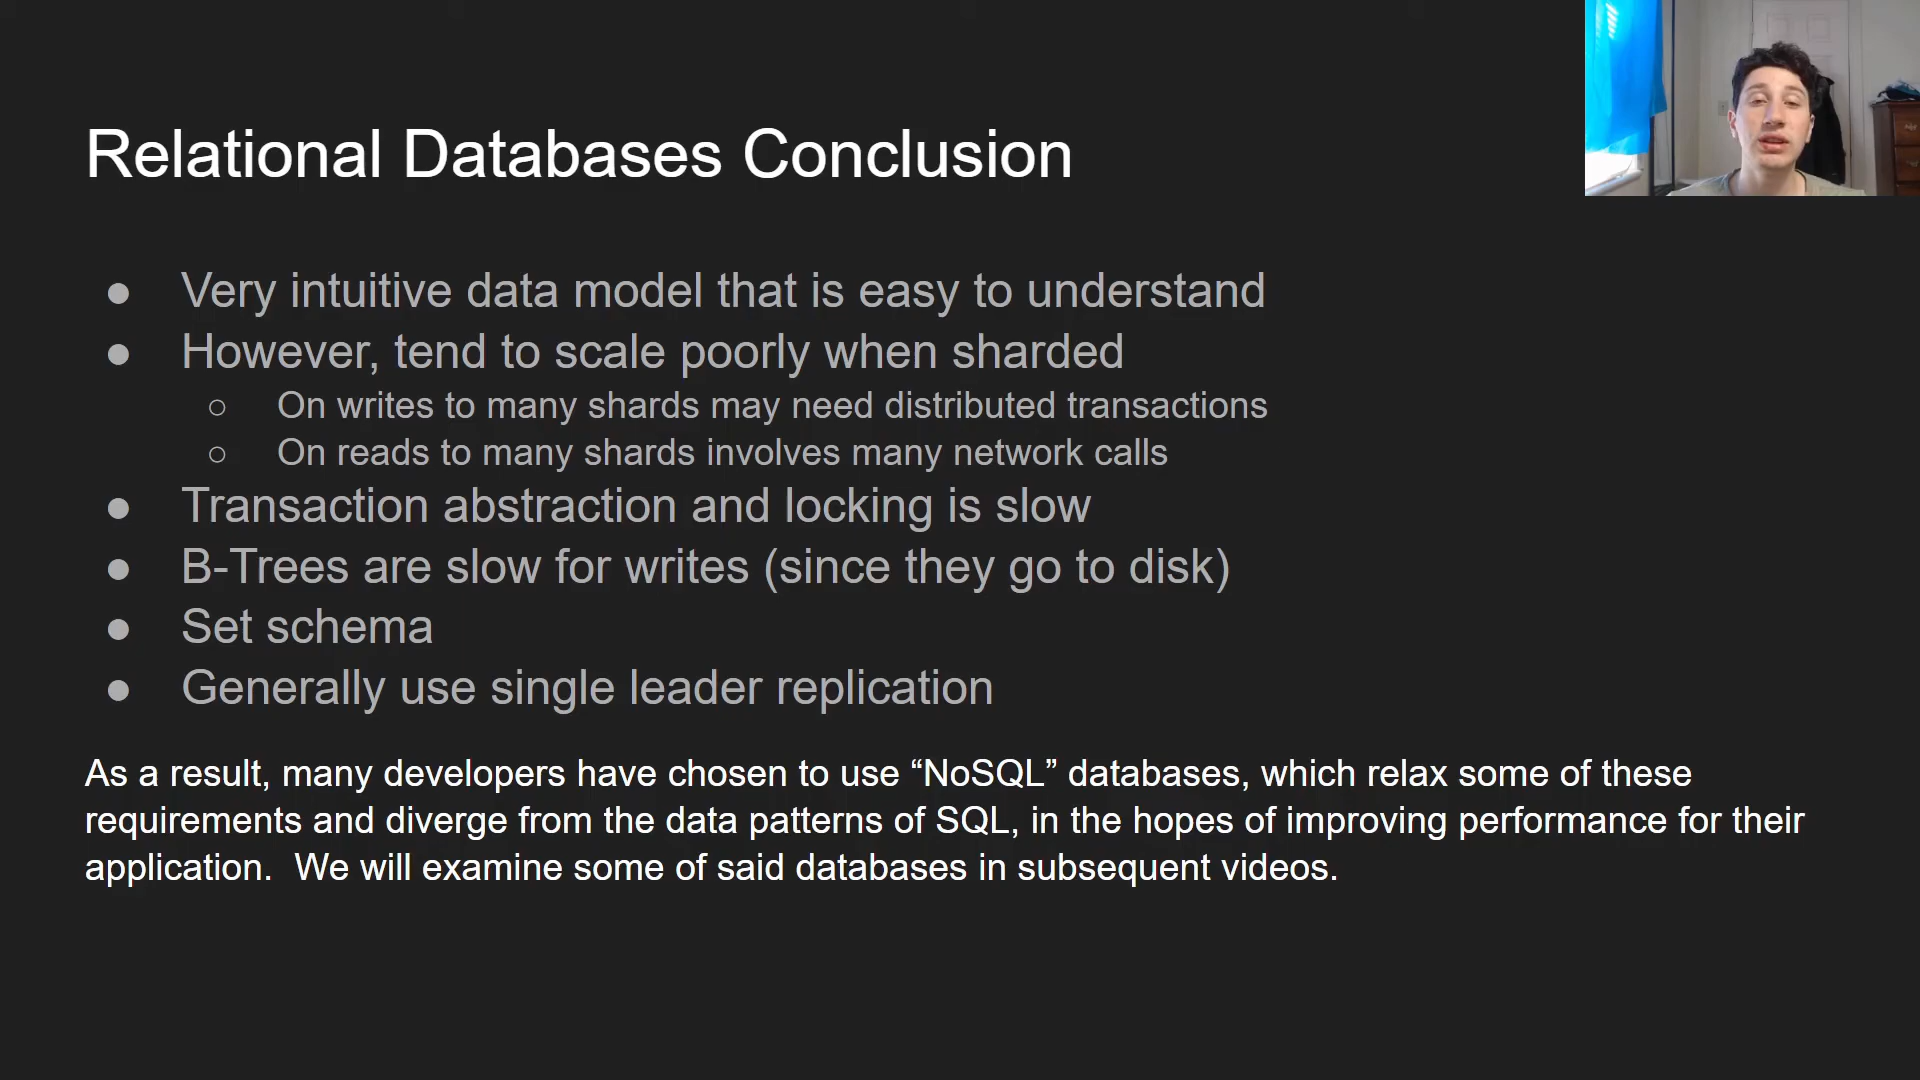 Relational Databases Conclusion
● Very intuitive data model that is easy to understand
● However, tend to scale poorly when sharded
○ On writes to many shards may need distributed transactions
○ On reads to many shards involves many network calls
● Transaction abstraction and locking is slow
● B-Trees are slow for writes (since they go to disk)
● Set schema
● Generally use single leader replication
As a result, many developers have chosen to use “NoSQL” databases, which relax some of these
requirements and diverge from the data patterns of SQL, in the hopes of improving performance for their
application.  We will examine some of said databases in subsequent videos.